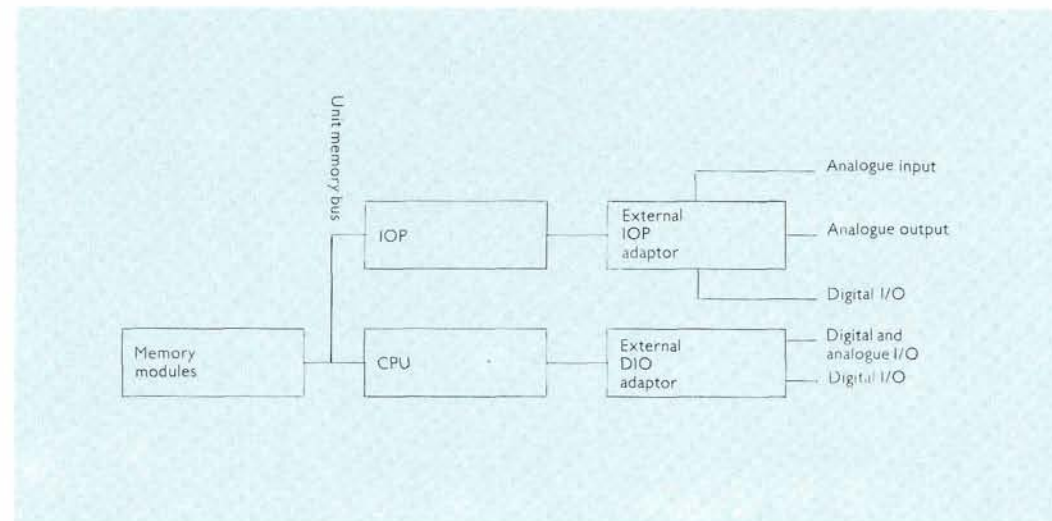 Unit memory bus
Analogue input
IOP
External
IOP
adaptor
Analogue output
Digital I/O
Memory
modules
CPU
External
DIO
adaptor
Digital and
analogue I/O
Digital I/O